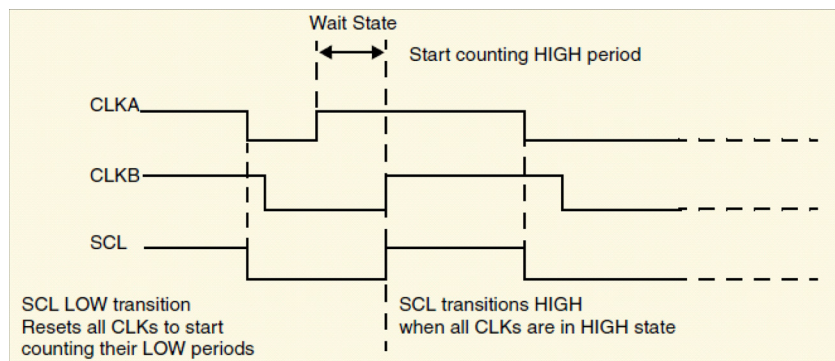 Wait State
Start counting HIGH period
CLKA
CLKB
SCL
SCL LOW transition
Resets all CLKs to start
counting their LOW periods
SCL transitions HIGH
when all CLKs are in HIGH state